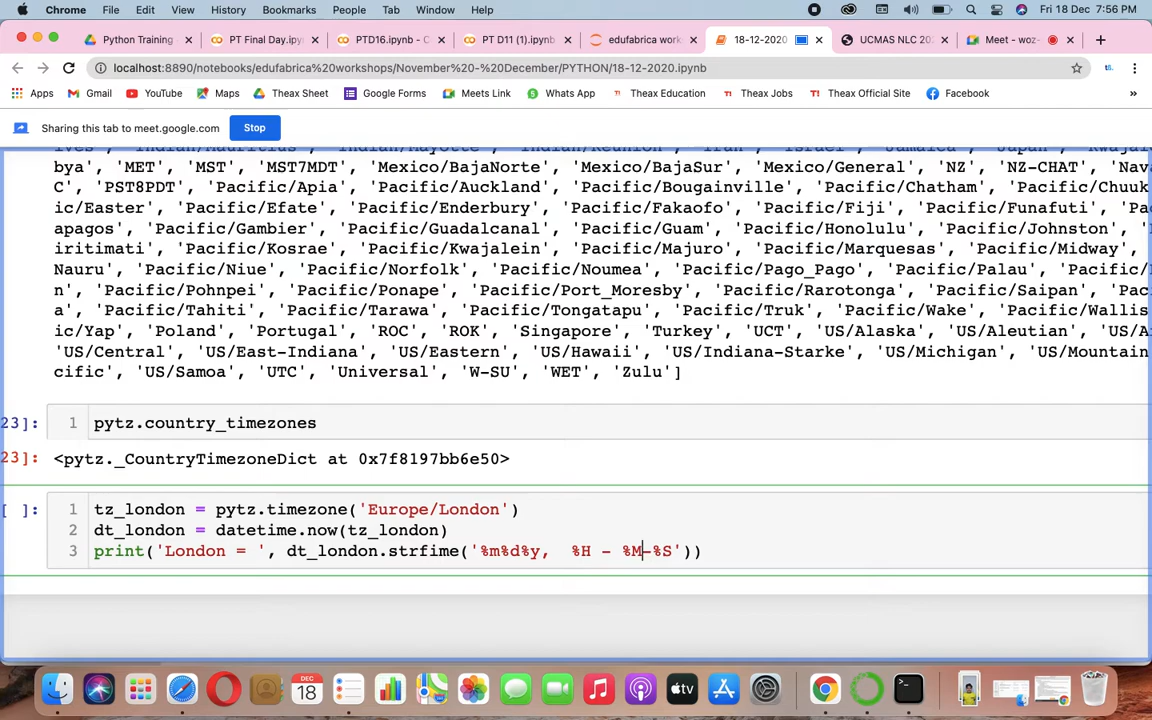 Chrome File Edit View History Bookmarks People Tab Window Help Fri 18 Dec 7:56 PM
Python Training - PT Final Day.ipyn PTD16.ipynb - C PT D11 (1).ipynb edufabrica work 18-12-2020 UCMAS NLC 20 Meet - woz-
localhost:8890/notebooks/edufabrica%20workshops/November%20-%20December/PYTHON/18-12-2020.ipynb
Apps Gmail YouTube Maps Theax Sheet Google Forms Meets Link Whats App Theax Education Theax Jobs Theax Official Site Facebook »
Sharing this tab to meet.google.com Stop
bya', 'MET', 'MST', 'MST7MDT', 'Mexico/BajaNorte', 'Mexico/BajaSur', 'Mexico/General', 'NZ', 'NZ-CHAT', 'Nava
C', 'PST8PDT', 'Pacific/Apia', 'Pacific/Auckland', 'Pacific/Bougainville', 'Pacific/Chatham', 'Pacific/Chuuk
ic/Easter', 'Pacific/Efate', 'Pacific/Enderbury', 'Pacific/Fakaofo', 'Pacific/Fiji', 'Pacific/Funafuti', 'Pac
apagos', 'Pacific/Gambier', 'Pacific/Guadalcanal', 'Pacific/Guam', 'Pacific/Honolulu', 'Pacific/Johnston', '
iritimati', 'Pacific/Kosrae', 'Pacific/Kwajalein', 'Pacific/Majuro', 'Pacific/Marquesas', 'Pacific/Midway',
Nauru', 'Pacific/Niue', 'Pacific/Norfolk', 'Pacific/Noumea', 'Pacific/Pago_Pago', 'Pacific/Palau', 'Pacific/
n', 'Pacific/Pohnpei', 'Pacific/Ponape', 'Pacific/Port_Moresby', 'Pacific/Rarotonga', 'Pacific/Saipan', 'Paci
a', 'Pacific/Tahiti', 'Pacific/Tarawa', 'Pacific/Tongatapu', 'Pacific/Truk', 'Pacific/Wake', 'Pacific/Wallis
ic/Yap', 'Poland', 'Portugal', 'ROC', 'ROK', 'Singapore', 'Turkey', 'UCT', 'US/Alaska', 'US/Aleutian', 'US/A
'US/Central', 'US/East-Indiana', 'US/Eastern', 'US/Hawaii', 'US/Indiana-Starke', 'US/Michigan', 'US/Mountain
cific', 'US/Samoa', 'UTC', 'Universal', 'W-SU', 'WET', 'Zulu']
23]: 1 pytz.country_timezones
23]: <pytz._CountryTimezoneDict at 0x7f8197bb6e50>
[ ]: 1 tz_london = pytz.timezone('Europe/London')
2 dt_london = datetime.now(tz_london)
3 print('London = ', dt_london.strfime('%m%d%y, %H - %M-%S'))
DEC
18
tv